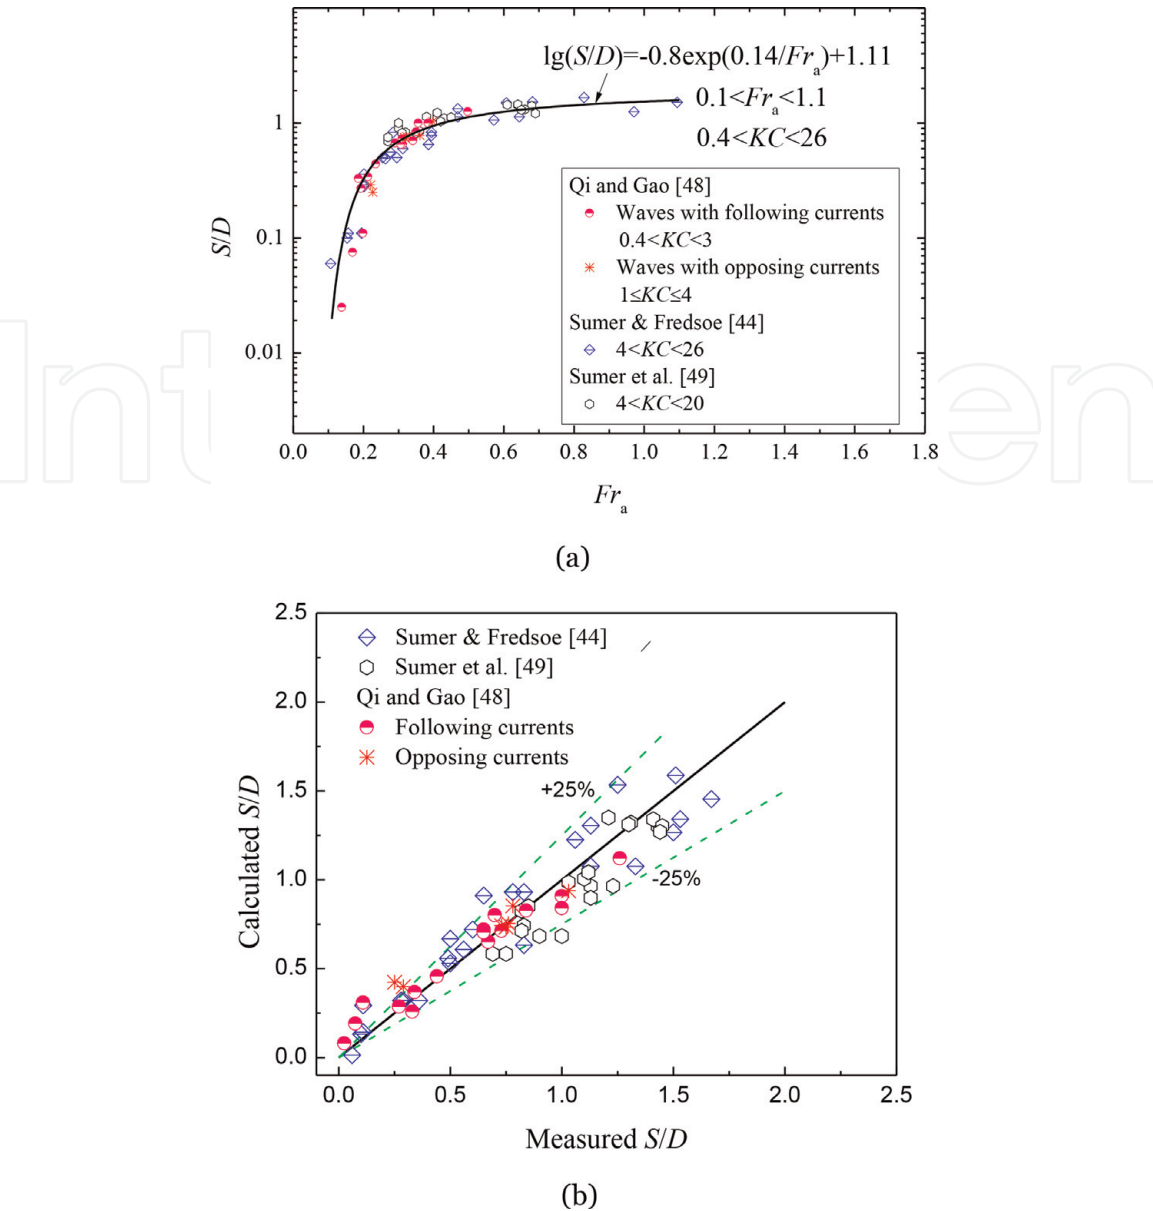 lg(S/D)=-0.8exp(0.14/Frₐ)+1.11
0.1<Frₐ<1.1
0.4<KC<26
1
0.1
0.01
S/D
Qi and Gao [48]
Waves with following currents
0.4<KC<3
Waves with opposing currents
1≤KC≤4
Sumer & Fredsoe [44]
4<KC<26
Sumer et al. [49]
4<KC<20
0.0 0.2 0.4 0.6 0.8 1.0 1.2 1.4 1.6 1.8
Frₐ
(a)
2.5
2.0
1.5
1.0
0.5
0.0
Calculated S/D
Sumer & Fredsoe [44]
Sumer et al. [49]
Qi and Gao [48]
Following currents
Opposing currents
+25%
-25%
0.0 0.5 1.0 1.5 2.0 2.5
Measured S/D
(b)